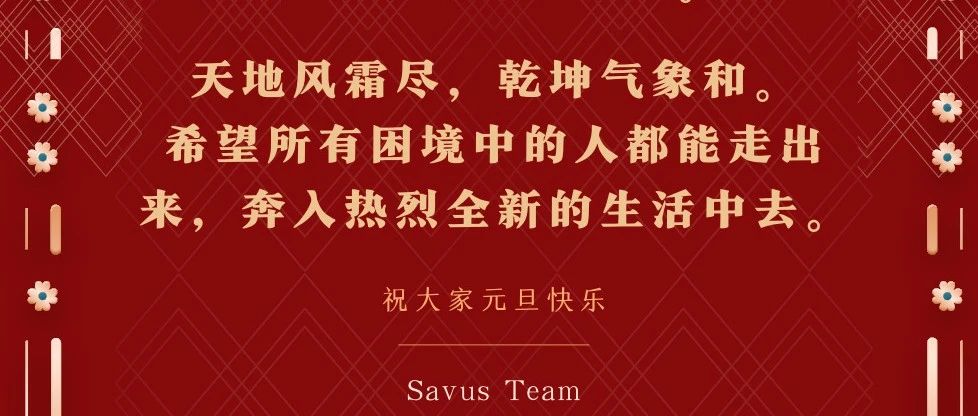 天地风霜尽，乾坤气象和。
希望所有困境中的人都能走出
来，奔入热烈全新的生活中去。
祝大家元旦快乐
Savus Team